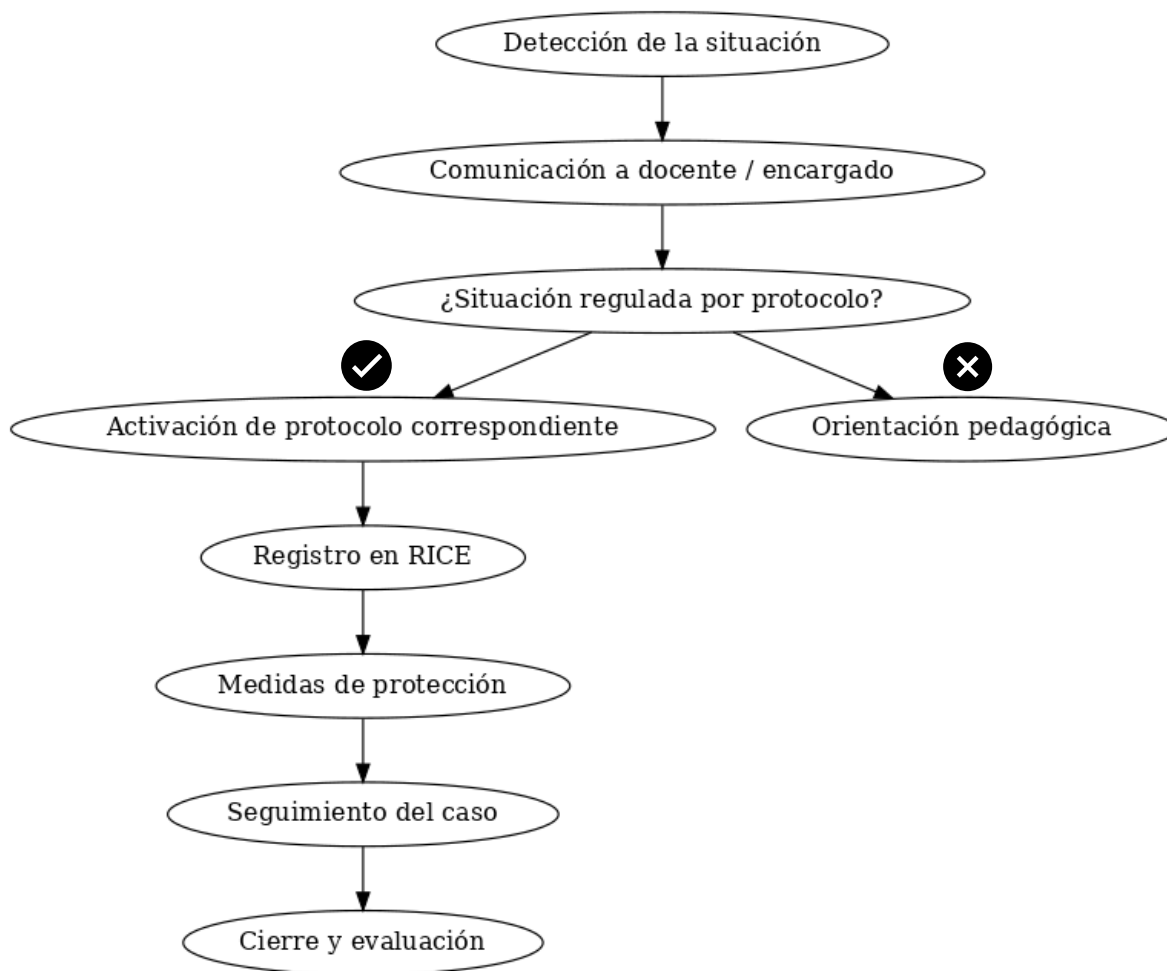 Detección de la situación
Comunicación a docente / encargado
¿Situación regulada por protocolo?
Activación de protocolo correspondiente
Orientación pedagógica
Registro en RICE
Medidas de protección
Seguimiento del caso
Cierre y evaluación